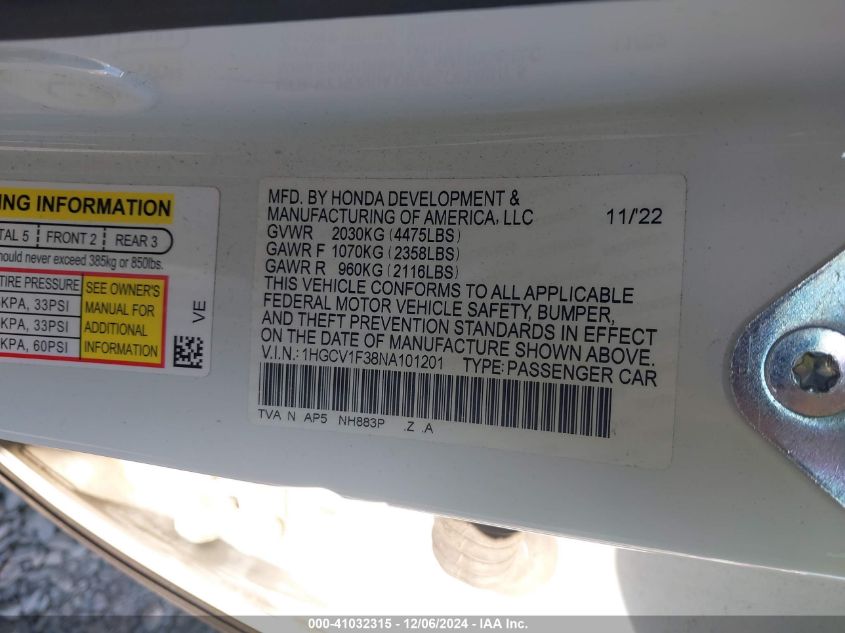 NG INFORMATION
TAL 5 FRONT 2 REAR 3
hould never exceed 385kg or 850lbs.
TIRE PRESSURE
KPA, 33PSI
KPA, 33PSI
KPA, 60PSI
SEE OWNER'S
MANUAL FOR
ADDITIONAL
INFORMATION
VE
MFD. BY HONDA DEVELOPMENT &
MANUFACTURING OF AMERICA, LLC 11/'22
GVWR 2030KG (4475LBS)
GAWR F 1070KG (2358LBS)
GAWR R 960KG (2116LBS)
THIS VEHICLE CONFORMS TO ALL APPLICABLE
FEDERAL MOTOR VEHICLE SAFETY, BUMPER,
AND THEFT PREVENTION STANDARDS IN EFFECT
ON THE DATE OF MANUFACTURE SHOWN ABOVE.
V.I.N.: 1HGCV1F38NA101201 TYPE: PASSENGER CAR
TVA N AP5 NH883P .Z .A
000-41032315 - 12/06/2024 - IAA Inc.